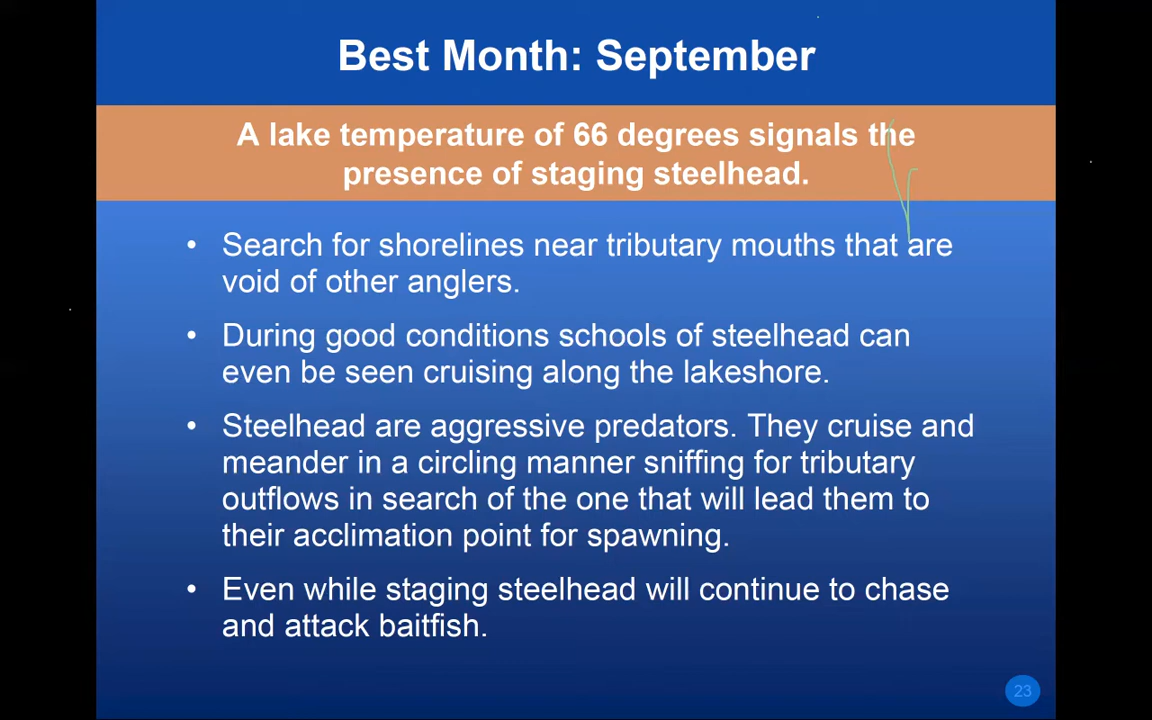 Best Month: September
A lake temperature of 66 degrees signals the
presence of staging steelhead.
• Search for shorelines near tributary mouths that are
void of other anglers.
• During good conditions schools of steelhead can
even be seen cruising along the lakeshore.
• Steelhead are aggressive predators. They cruise and
meander in a circling manner sniffing for tributary
outflows in search of the one that will lead them to
their acclimation point for spawning.
• Even while staging steelhead will continue to chase
and attack baitfish.
23